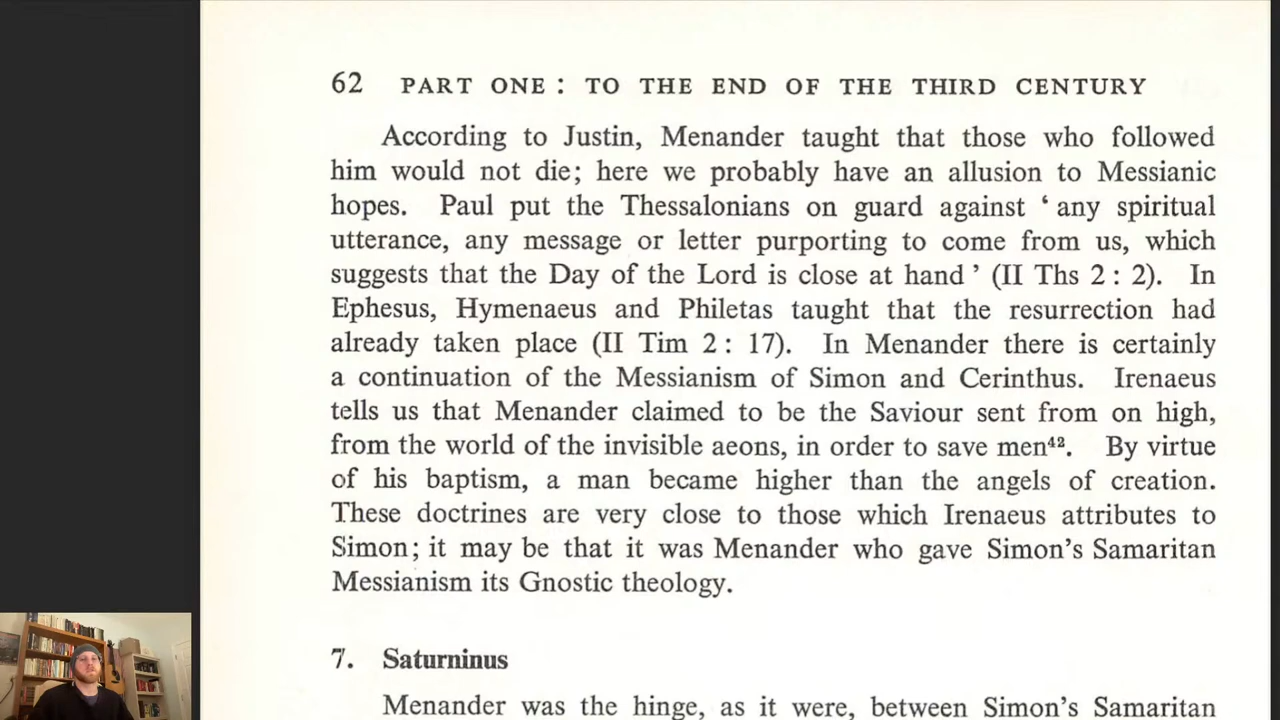 62 PART ONE : TO THE END OF THE THIRD CENTURY
According to Justin, Menander taught that those who followed
him would not die; here we probably have an allusion to Messianic
hopes. Paul put the Thessalonians on guard against ‘ any spiritual
utterance, any message or letter purporting to come from us, which
suggests that the Day of the Lord is close at hand ’ (II Ths 2 : 2). In
Ephesus, Hymenaeus and Philetas taught that the resurrection had
already taken place (II Tim 2 : 17). In Menander there is certainly
a continuation of the Messianism of Simon and Cerinthus. Irenaeus
tells us that Menander claimed to be the Saviour sent from on high,
from the world of the invisible aeons, in order to save men⁴². By virtue
of his baptism, a man became higher than the angels of creation.
These doctrines are very close to those which Irenaeus attributes to
Simon; it may be that it was Menander who gave Simon’s Samaritan
Messianism its Gnostic theology.
7. Saturninus
Menander was the hinge, as it were, between Simon’s Samaritan